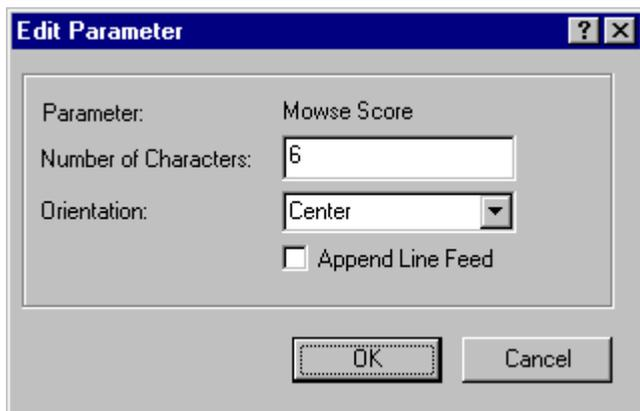 Edit Parameter
Parameter: Mowse Score
Number of Characters: 6
Orientation: Center
Append Line Feed
OK Cancel